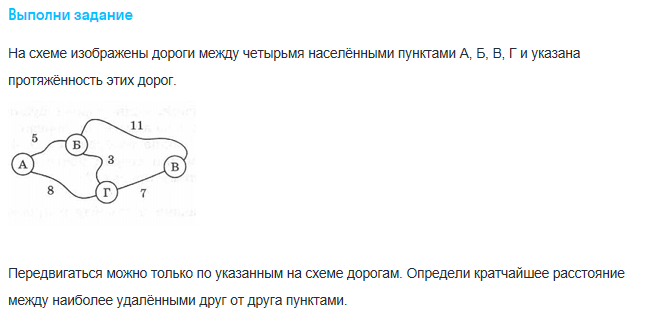 Выполни задание
На схеме изображены дороги между четырьмя населёнными пунктами А, Б, В, Г и указана
протяжённость этих дорог.
11
5
Б
3
А
В
8
Г
7
Передвигаться можно только по указанным на схеме дорогам. Определи кратчайшее расстояние
между наиболее удалёнными друг от друга пунктами.